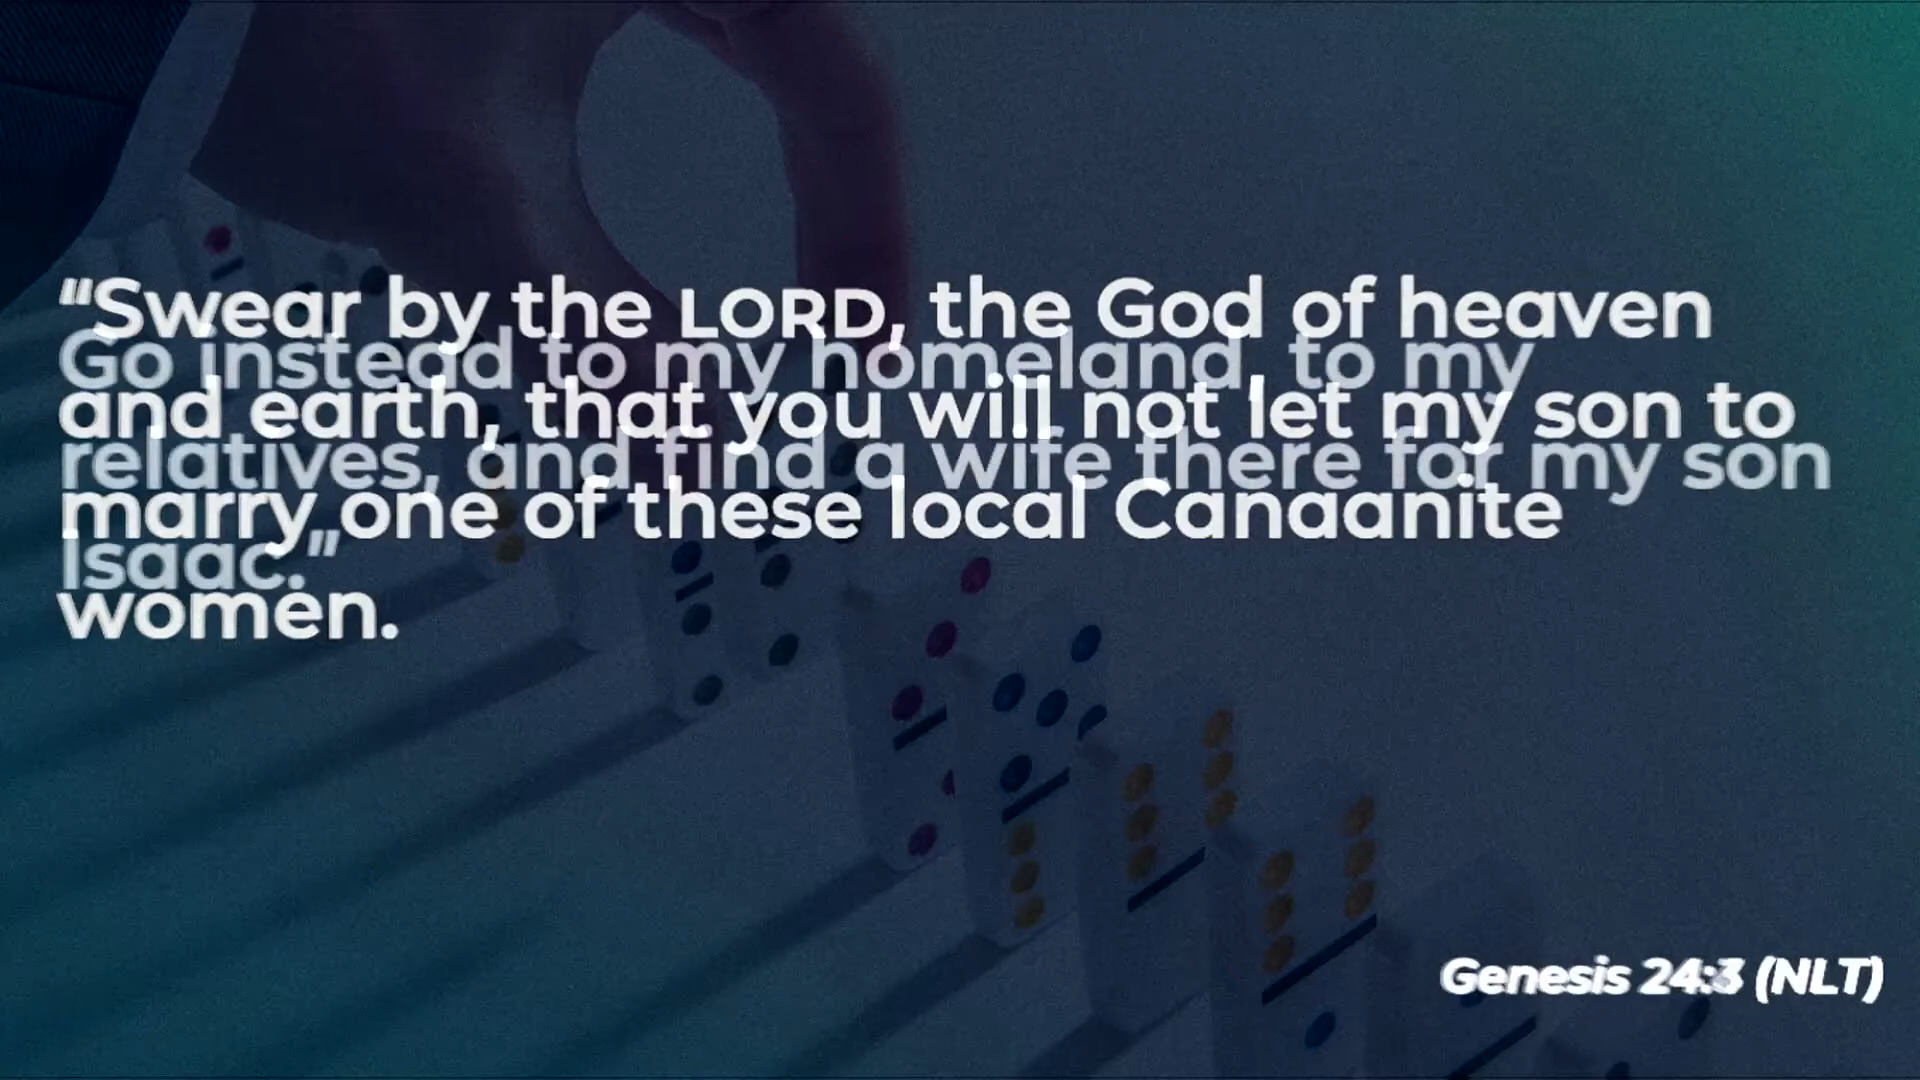 “Swear by the LORD, the God of heaven
and earth, that you will not let my son to
marry one of these local Canaanite
women.
Go instead to my homeland, to my
relatives, and find a wife there for my son
Isaac.”
Genesis 24:3 (NLT)